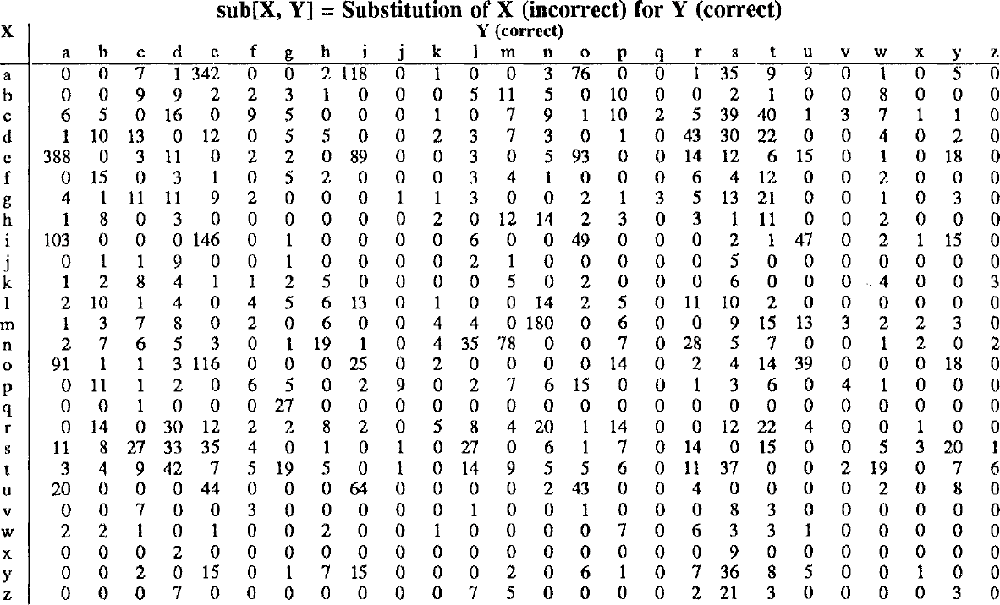 sub[X, Y] = Substitution of X (incorrect) for Y (correct)
X Y (correct)
a b c d e f g h i j k l m n o p q r s t u v w x y z
a 0 0 7 1 342 0 0 2 118 0 1 0 0 3 76 0 0 1 35 9 9 0 1 0 5 0
b 0 0 9 9 2 2 3 1 0 0 0 5 11 5 0 10 0 0 2 1 0 0 8 0 0 0
c 6 5 0 16 0 9 5 0 0 0 1 0 7 9 1 10 2 5 39 40 1 3 7 1 1 0
d 1 10 13 0 12 0 5 5 0 0 2 3 7 3 0 1 0 43 30 22 0 0 4 0 2 0
e 388 0 3 11 0 2 2 0 89 0 0 3 0 5 93 0 0 14 12 6 15 0 1 0 18 0
f 0 15 0 3 1 0 5 2 0 0 0 3 4 1 0 0 0 6 4 12 0 0 2 0 0 0
g 4 1 11 11 9 2 0 0 0 1 1 3 0 0 2 1 3 5 13 21 0 0 1 0 3 0
h 1 8 0 3 0 0 0 0 0 0 2 0 12 14 2 3 0 3 1 11 0 0 2 0 0 0
i 103 0 0 0 146 0 1 0 0 0 0 6 0 0 49 0 0 0 2 1 47 0 2 1 15 0
j 0 1 1 9 0 0 1 0 0 0 0 2 1 0 0 0 0 0 5 0 0 0 0 0 0 0
k 1 2 8 4 1 1 2 5 0 0 0 0 5 0 2 0 0 0 6 0 0 0 4 0 0 3
l 2 10 1 4 0 4 5 6 13 0 1 0 0 14 2 5 0 11 10 2 0 0 0 0 0 0
m 1 3 7 8 0 2 0 6 0 0 4 4 0 180 0 6 0 0 9 15 13 3 2 2 3 0
n 2 7 6 5 3 0 1 19 1 0 4 35 78 0 0 7 0 28 5 7 0 0 1 2 0 2
o 91 1 1 3 116 0 0 0 25 0 2 0 0 0 0 14 0 2 4 14 39 0 0 0 18 0
p 0 11 1 2 0 6 5 0 2 9 0 2 7 6 15 0 0 1 3 6 0 4 1 0 0 0
q 0 0 1 0 0 0 27 0 0 0 0 0 0 0 0 0 0 0 0 0 0 0 0 0 0 0
r 0 14 0 30 12 2 2 8 2 0 5 8 4 20 1 14 0 0 12 22 4 0 0 1 0 0
s 11 8 27 33 35 4 0 1 0 1 0 27 0 6 1 7 0 14 0 15 0 0 5 3 20 1
t 3 4 9 42 7 5 19 5 0 1 0 14 9 5 5 6 0 11 37 0 0 2 19 0 7 6
u 20 0 0 0 44 0 0 0 64 0 0 0 0 2 43 0 0 4 0 0 0 0 2 0 8 0
v 0 0 7 0 0 3 0 0 0 0 0 1 0 0 1 0 0 0 8 3 0 0 0 0 0 0
w 2 2 1 0 1 0 0 2 0 0 1 0 0 0 0 7 0 6 3 3 1 0 0 0 0 0
x 0 0 0 2 0 0 0 0 0 0 0 0 0 0 0 0 0 0 9 0 0 0 0 0 0 0
y 0 0 2 0 15 0 1 7 15 0 0 0 2 0 6 1 0 7 36 8 5 0 0 1 0 0
z 0 0 0 7 0 0 0 0 0 0 0 7 5 0 0 0 0 2 21 3 0 0 0 0 3 0